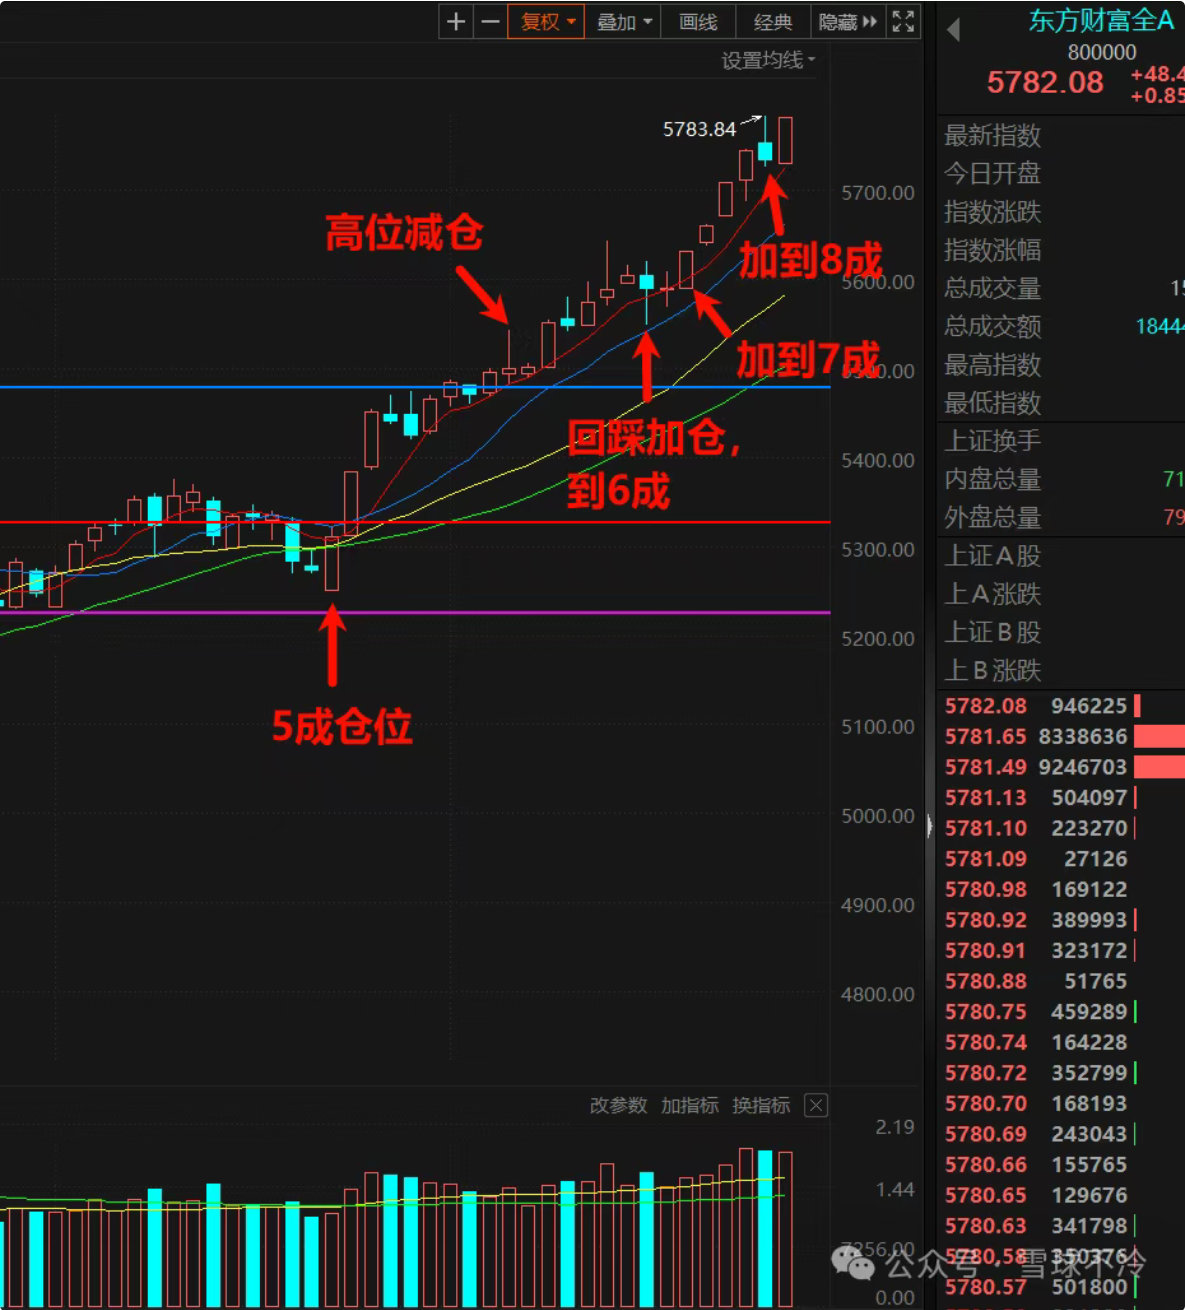 复权 叠加 画线 经典 隐藏
设置均线
5783.84
高位减仓
加到8成
加到7成
回踩加仓，
到6成
5成仓位
5700.00
5600.00
5400.00
5300.00
5200.00
5100.00
5000.00
4900.00
4800.00
改参数 加指标 换指标
2.19
1.44
0.00
东方财富全A
800000
5782.08
+48.4
+0.85
最新指数
今日开盘
指数涨跌
指数涨幅
总成交量 15
总成交额 18444
最高指数
最低指数
上证换手
内盘总量 71
外盘总量 79
上证A股
上A涨跌
上证B股
上B涨跌
5782.08 946225
5781.65 8338636
5781.49 9246703
5781.13 504097
5781.10 223270
5781.09 27126
5780.98 169122
5780.92 389993
5780.91 323172
5780.88 51765
5780.75 459289
5780.74 164228
5780.72 352799
5780.70 168193
5780.69 243043
5780.66 155765
5780.65 129676
5780.63 341798
5780.58 350376
5780.57 501800
公众号·雪球不冷